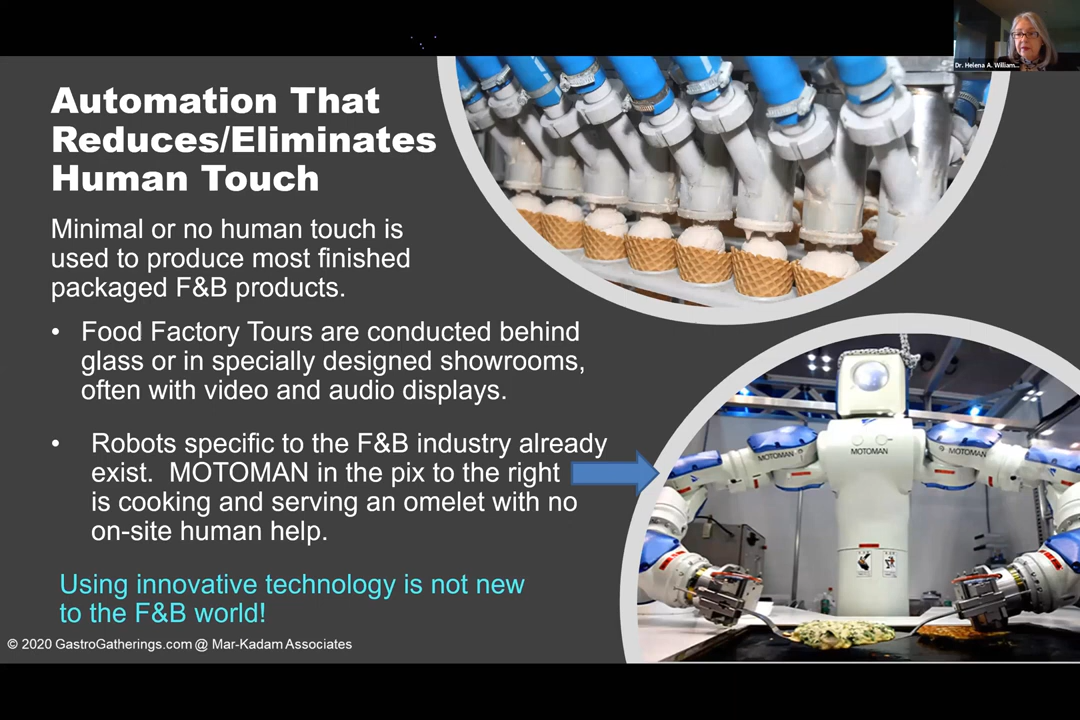 Dr. Helena A. William...
Automation That
Reduces/Eliminates
Human Touch
Minimal or no human touch is
used to produce most finished
packaged F&B products.
• Food Factory Tours are conducted behind
glass or in specially designed showrooms,
often with video and audio displays.
• Robots specific to the F&B industry already
exist.  MOTOMAN in the pix to the right
is cooking and serving an omelet with no
on-site human help.
Using innovative technology is not new
to the F&B world!
© 2020 GastroGatherings.com @ Mar-Kadam Associates
MOTOMAN
MOTOMAN
MOTOMAN